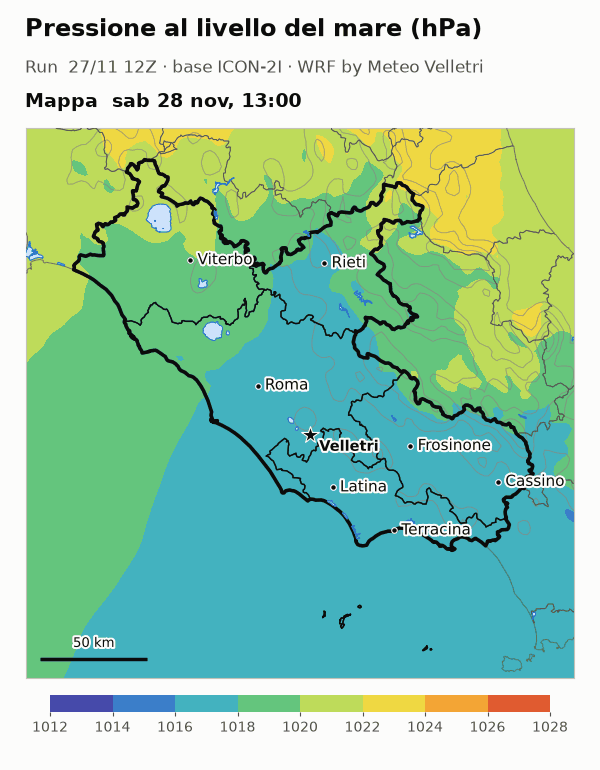 Pressione al livello del mare (hPa)
Run 27/11 12Z · base ICON-2I · WRF by Meteo Velletri
Mappa sab 28 nov, 13:00
Viterbo
Rieti
Roma
Velletri
Frosinone
Latina
Cassino
Terracina
50 km
1012 1014 1016 1018 1020 1022 1024 1026 1028